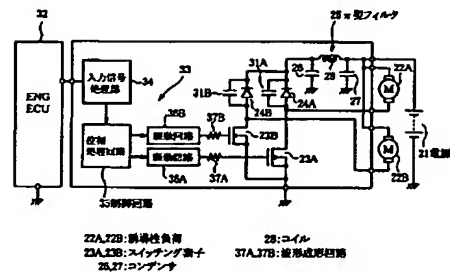 32
25 π型フィルタ
ENG
ECU
入力信号
処理部
34
33
31A
31B
26
28
27
22A
M
24B
24A
36B
駆動回路
37B
23B
制御
処理回路
駆動回路
36A
37A
23A
M
22B
21 電源
35 制御回路
22A,22B:誘導性負荷
23A,23B:スイッチング素子
26,27:コンデンサ
28:コイル
37A,37B:波形成形回路